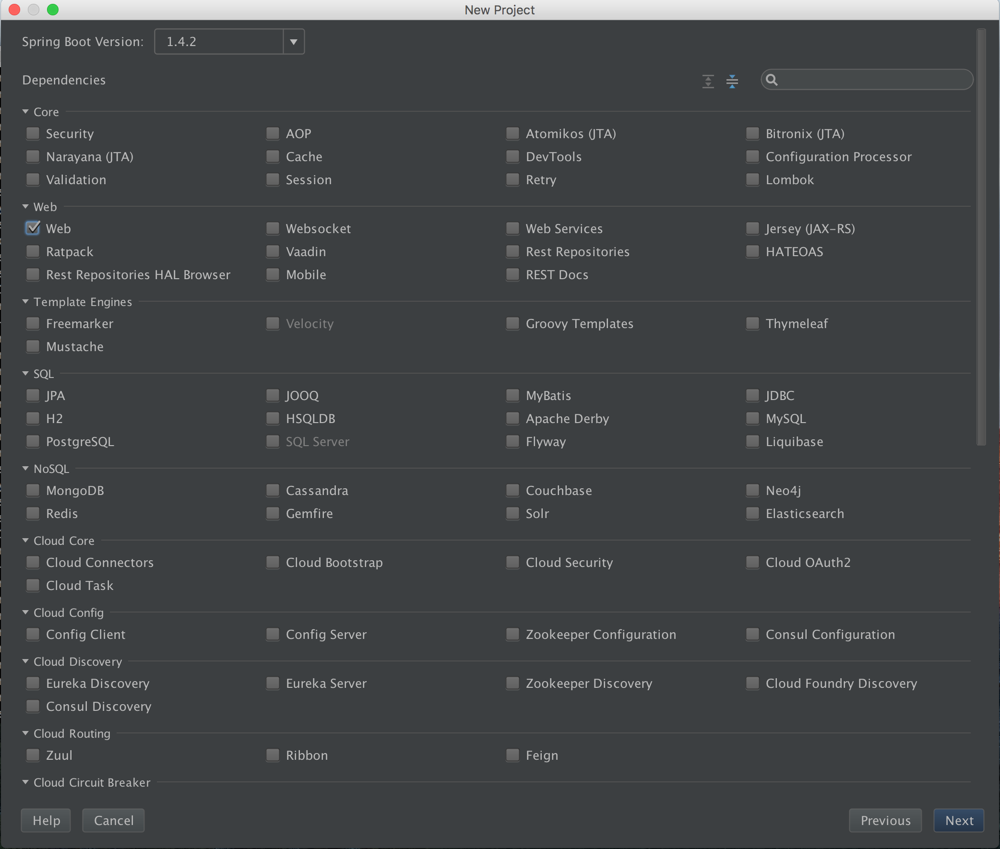 New Project
Spring Boot Version: 1.4.2
Dependencies
Core
Security AOP Atomikos (JTA) Bitronix (JTA)
Narayana (JTA) Cache DevTools Configuration Processor
Validation Session Retry Lombok
Web
Web Websocket Web Services Jersey (JAX-RS)
Ratpack Vaadin Rest Repositories HATEOAS
Rest Repositories HAL Browser Mobile REST Docs
Template Engines
Freemarker Velocity Groovy Templates Thymeleaf
Mustache
SQL
JPA JOOQ MyBatis JDBC
H2 HSQLDB Apache Derby MySQL
PostgreSQL SQL Server Flyway Liquibase
NoSQL
MongoDB Cassandra Couchbase Neo4j
Redis Gemfire Solr Elasticsearch
Cloud Core
Cloud Connectors Cloud Bootstrap Cloud Security Cloud OAuth2
Cloud Task
Cloud Config
Config Client Config Server Zookeeper Configuration Consul Configuration
Cloud Discovery
Eureka Discovery Eureka Server Zookeeper Discovery Cloud Foundry Discovery
Consul Discovery
Cloud Routing
Zuul Ribbon Feign
Cloud Circuit Breaker
Help Cancel Previous Next